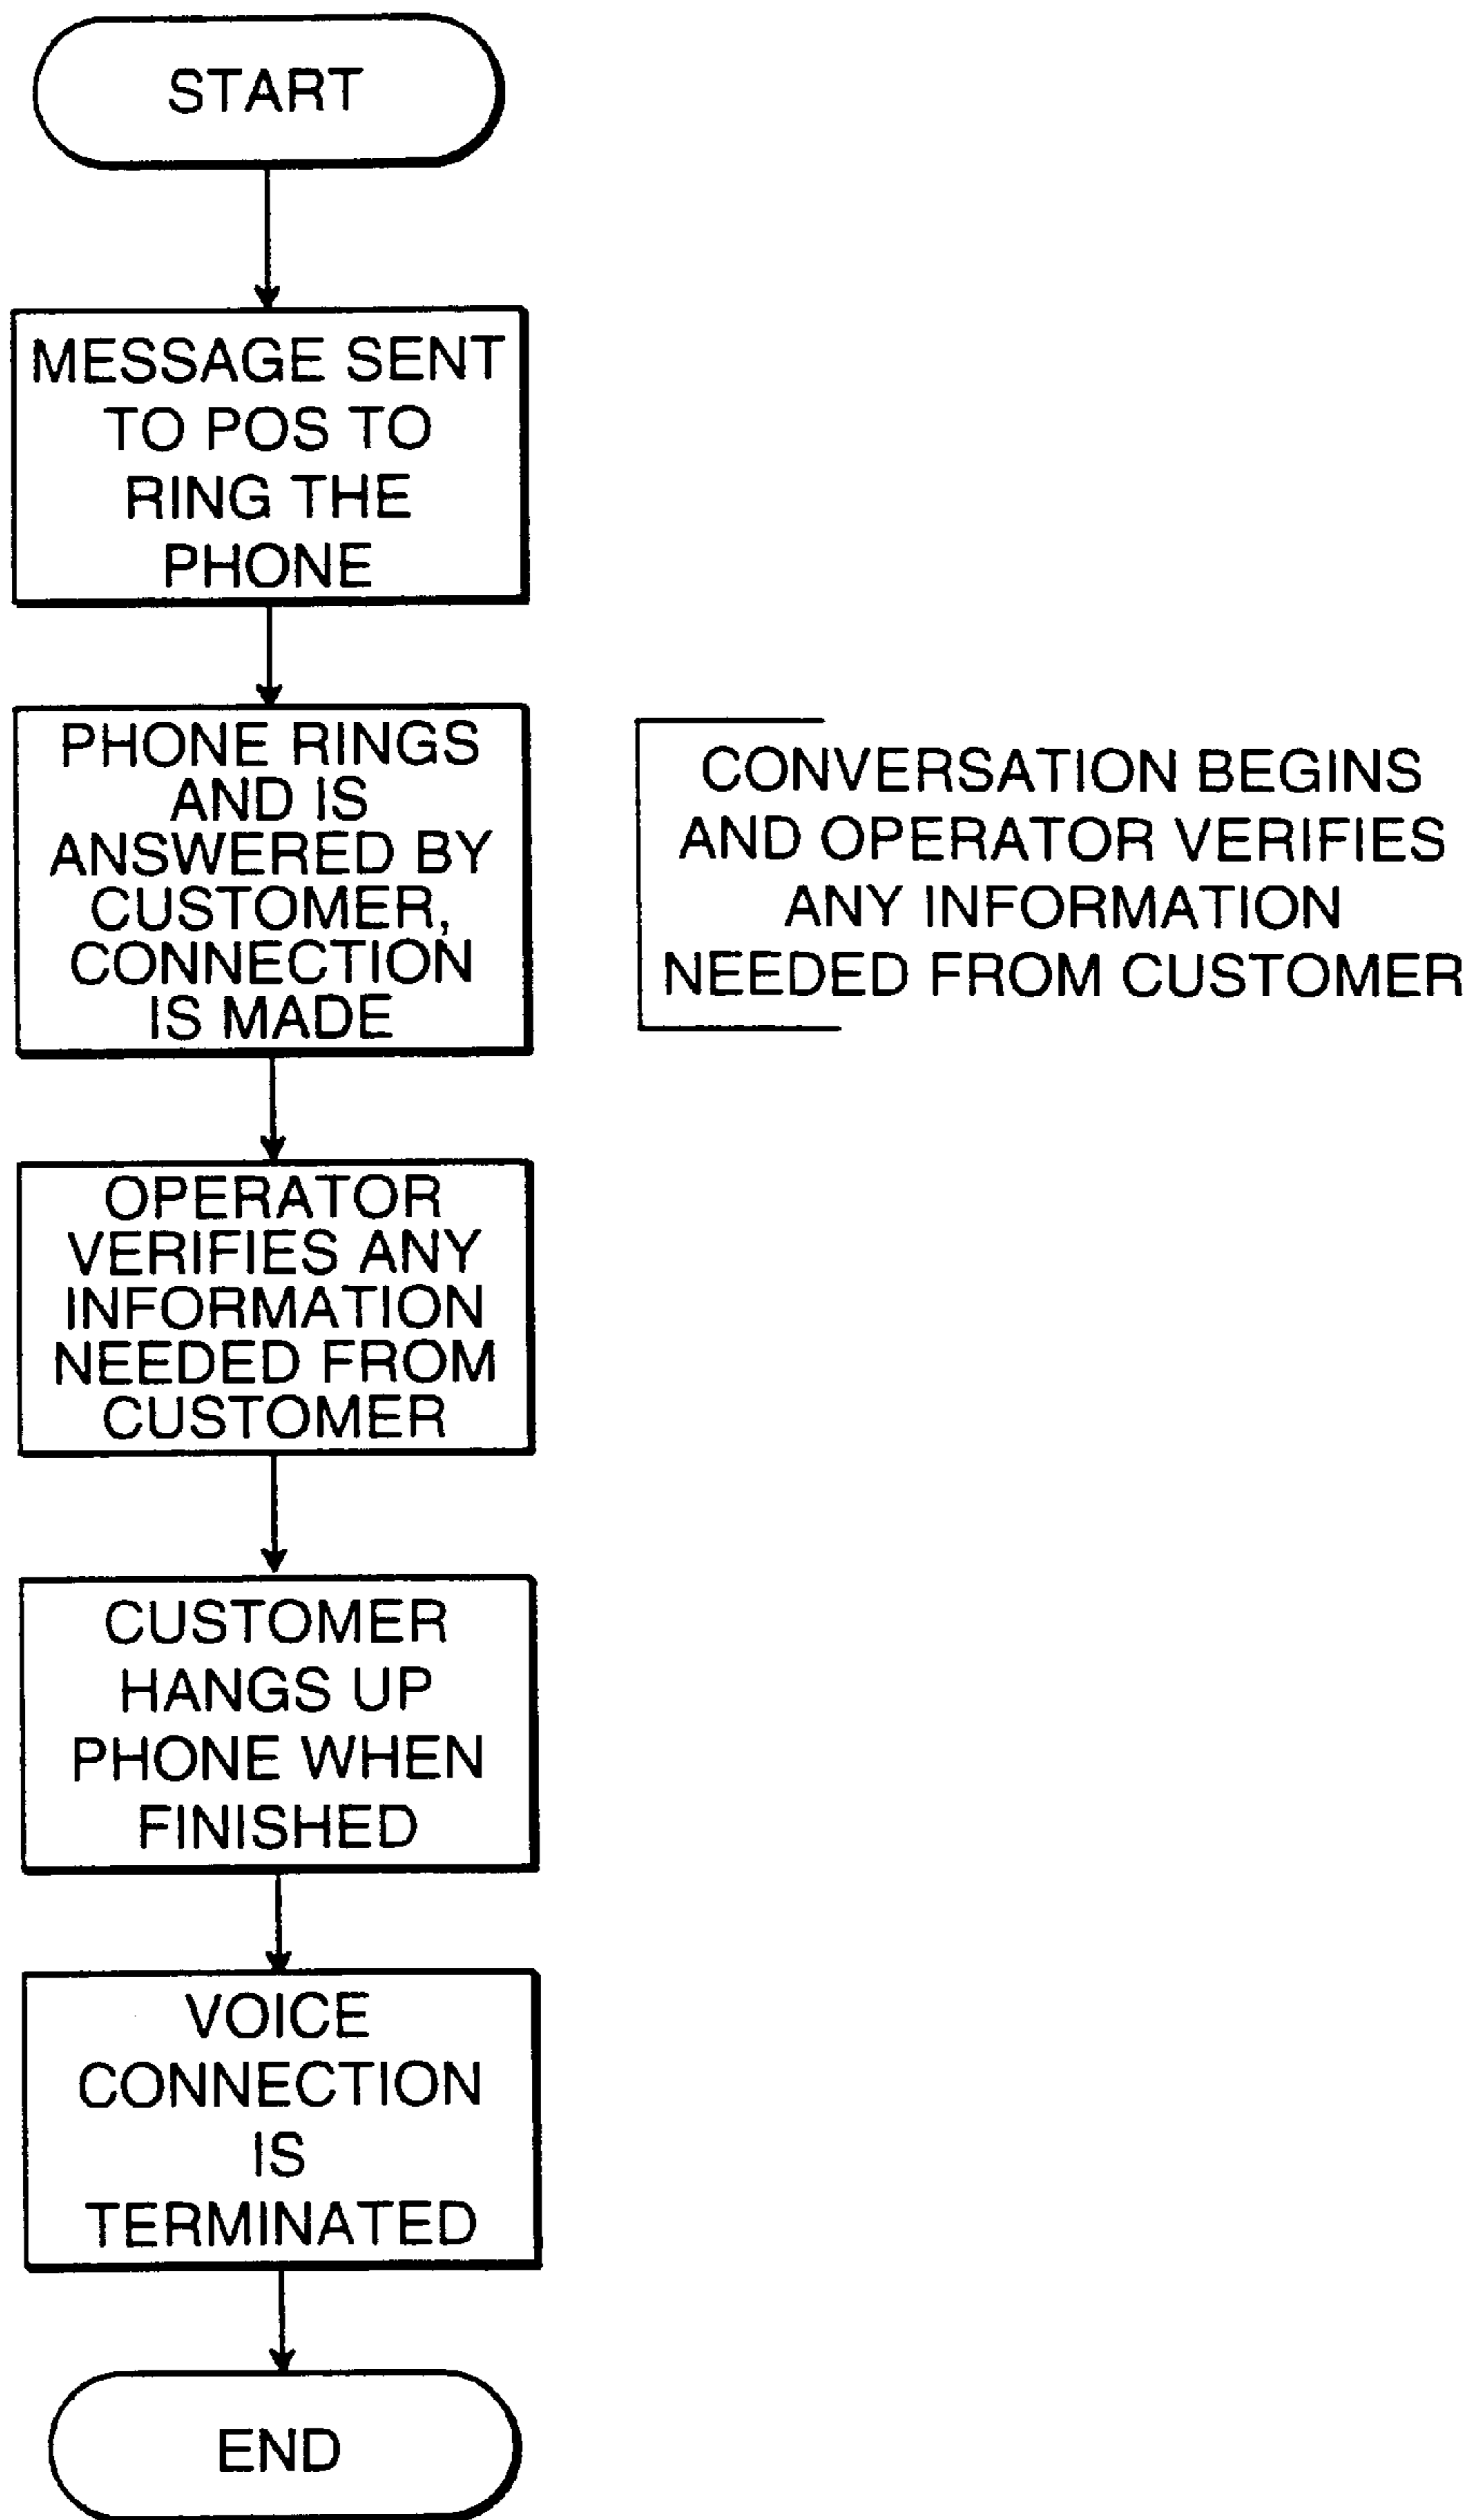 START
MESSAGE SENT
TO POS TO
RING THE
PHONE
PHONE RINGS
AND IS
ANSWERED BY
CUSTOMER,
CONNECTION
IS MADE
CONVERSATION BEGINS
AND OPERATOR VERIFIES
ANY INFORMATION
NEEDED FROM CUSTOMER
OPERATOR
VERIFIES ANY
INFORMATION
NEEDED FROM
CUSTOMER
CUSTOMER
HANGS UP
PHONE WHEN
FINISHED
VOICE
CONNECTION
IS
TERMINATED
END